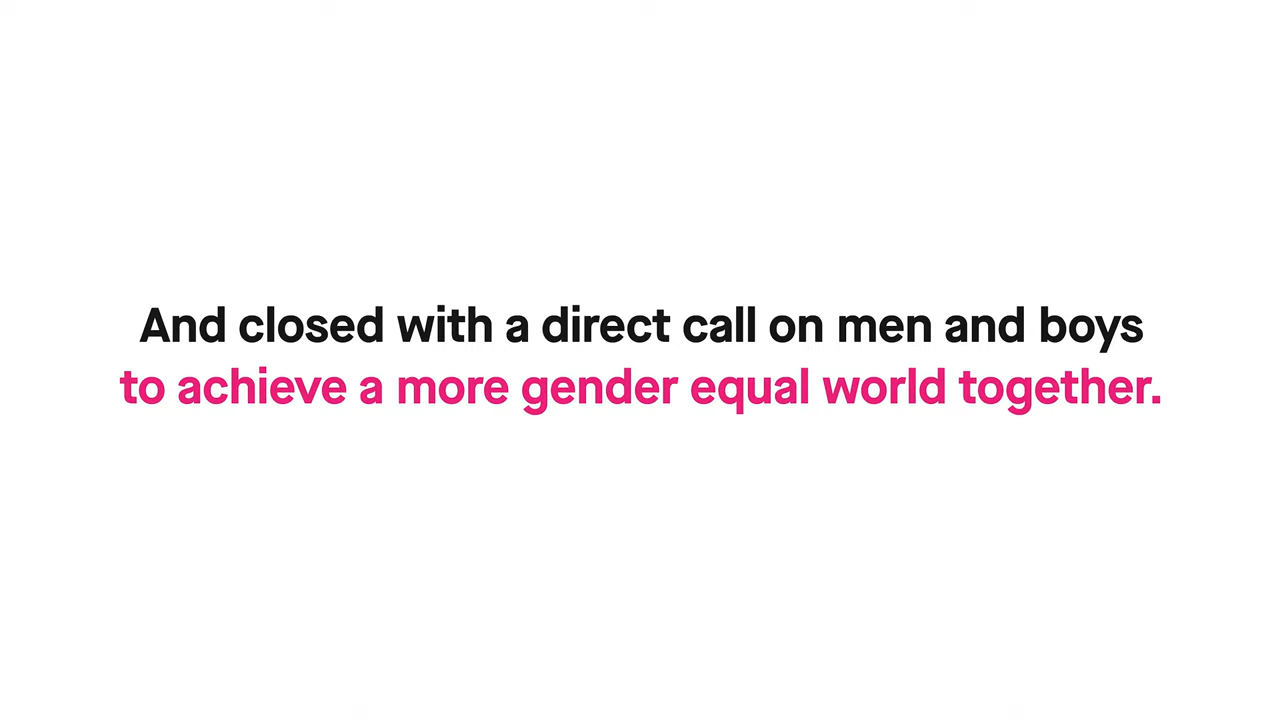 And closed with a direct call on men and boys
to achieve a more gender equal world together.